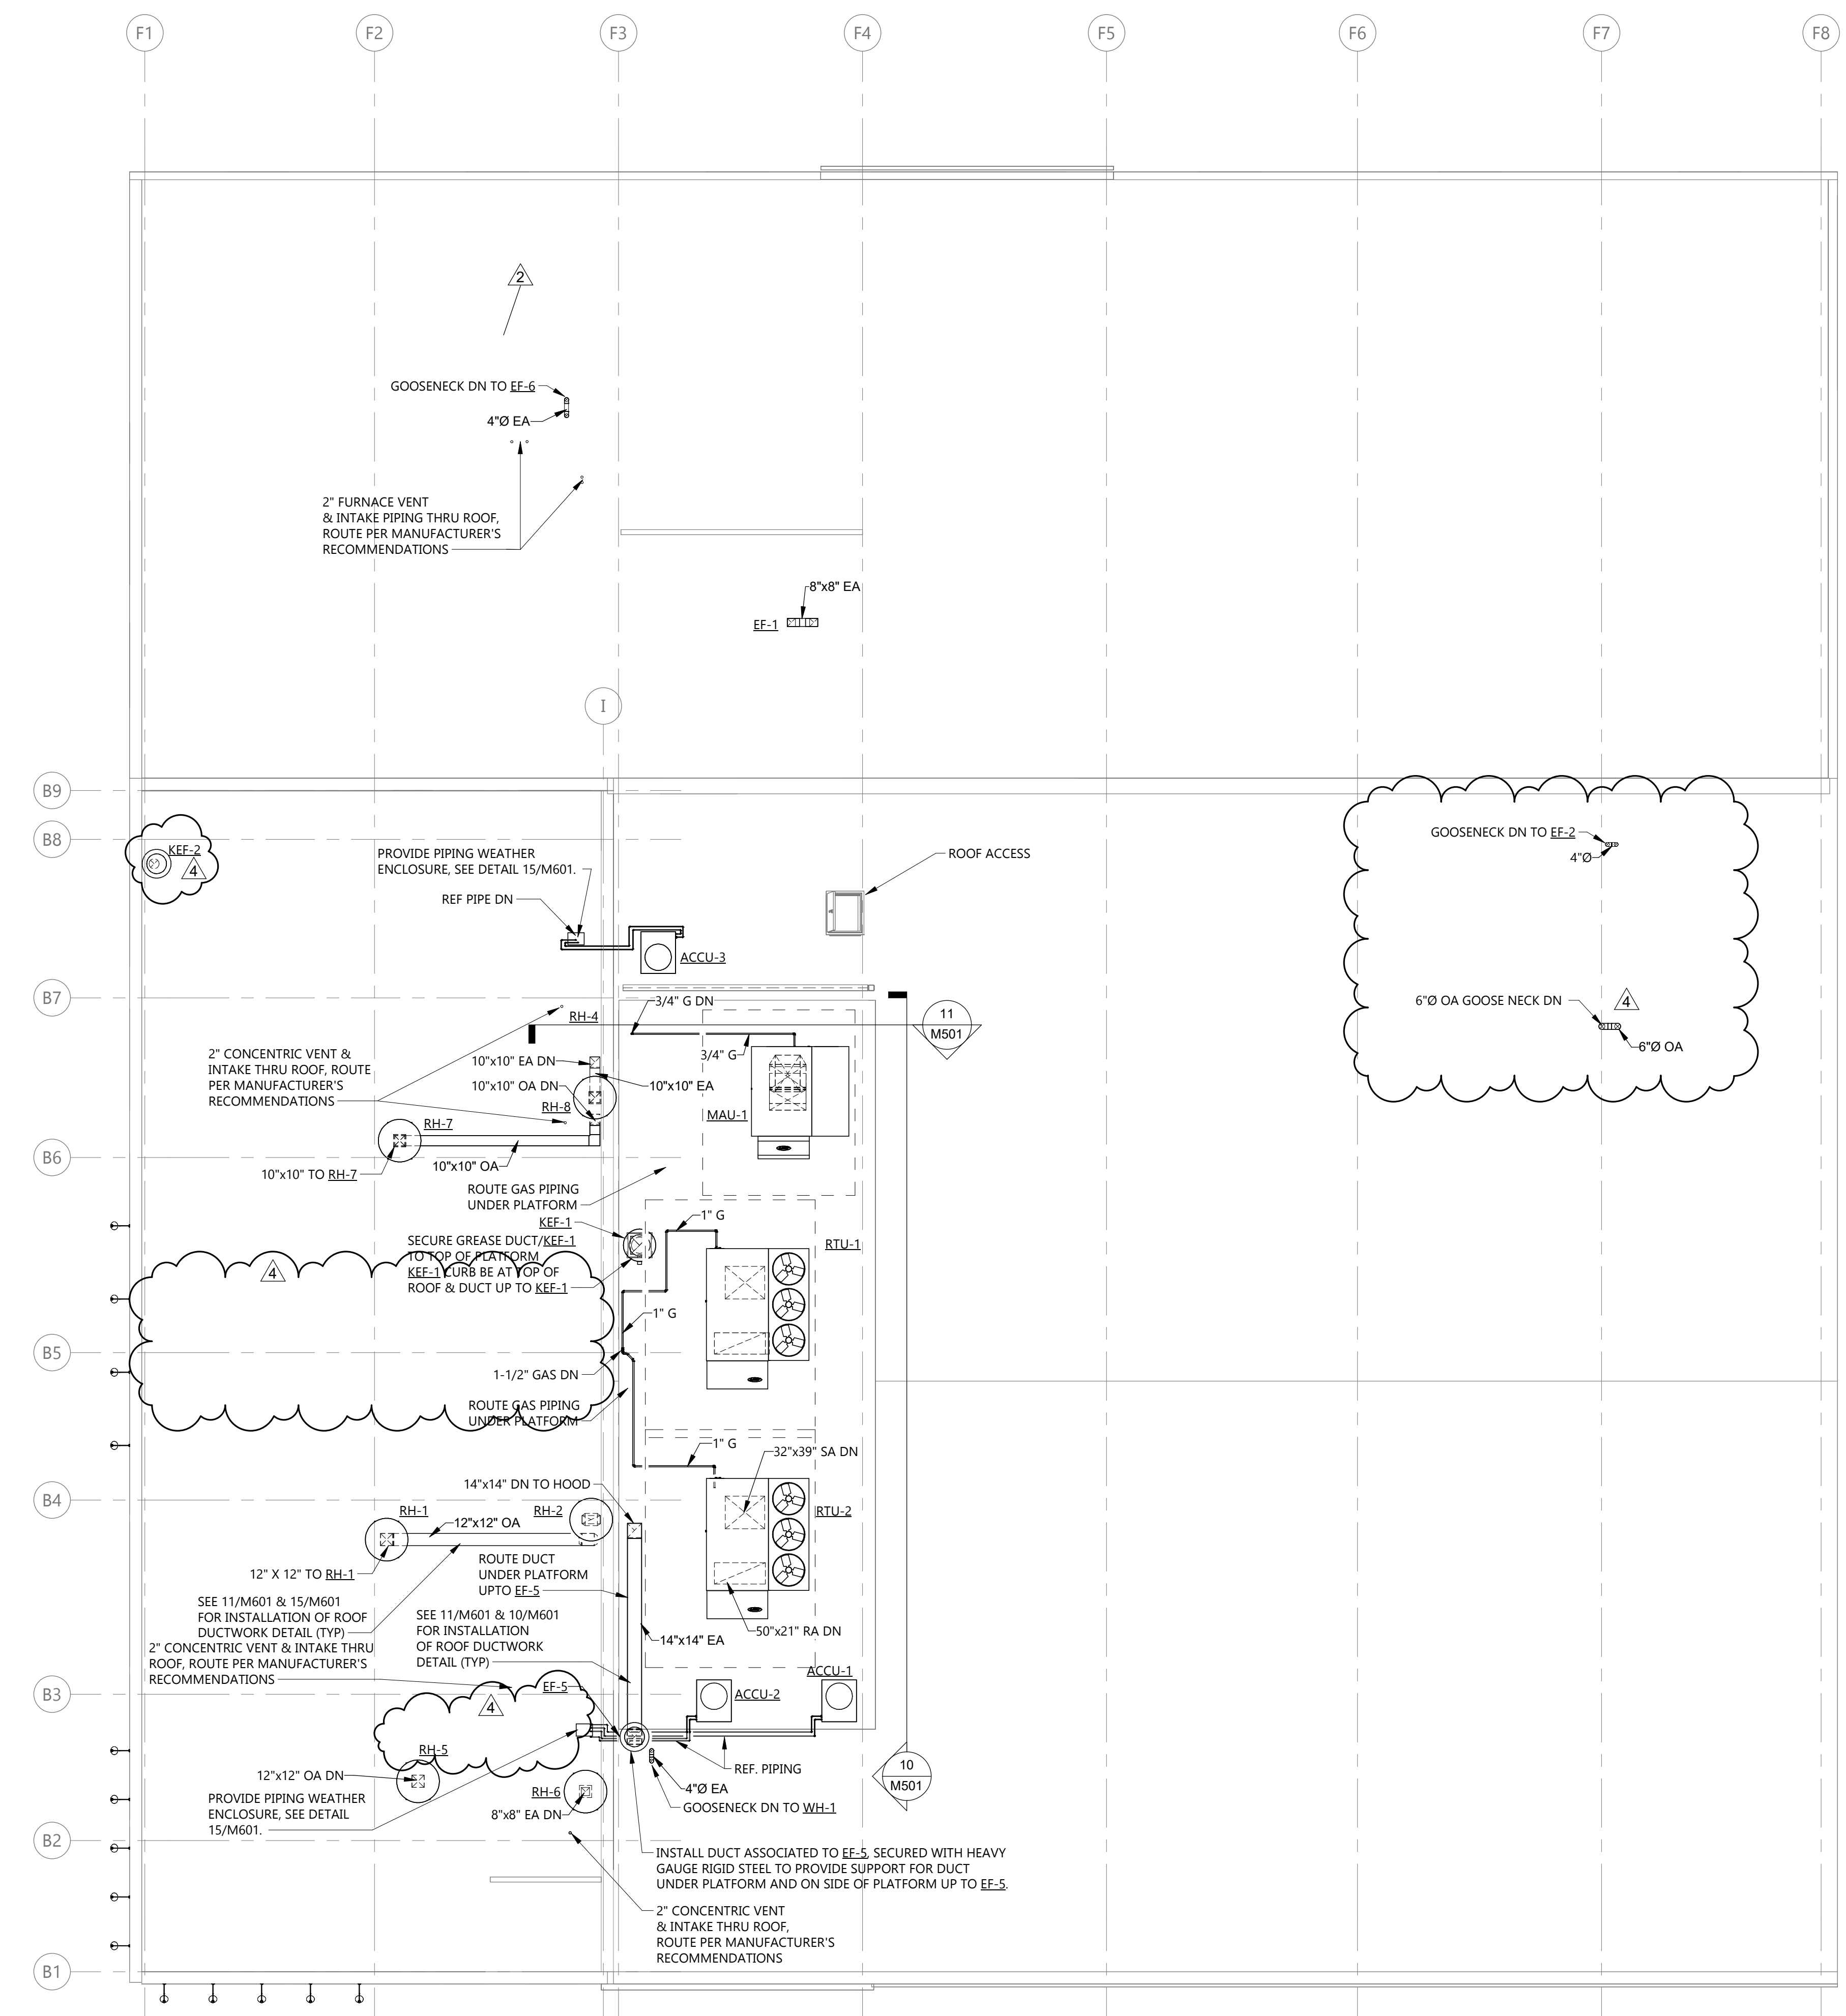 F1
F2
F3
F4
F5
F6
F7
F8
2
GOOSENECK DN TO EF-6
4"Ø EA
2" FURNACE VENT
& INTAKE PIPING THRU ROOF,
ROUTE PER MANUFACTURER'S
RECOMMENDATIONS
8"x8" EA
EF-1
I
B9
B8
KEF-2
4
PROVIDE PIPING WEATHER
ENCLOSURE, SEE DETAIL 15/M601.
REF PIPE DN
ACCU-3
ROOF ACCESS
GOOSENECK DN TO EF-2
4"Ø
6"Ø OA GOOSE NECK DN
4
6"Ø OA
B7
3/4" G DN
RH-4
11
M501
3/4" G
2" CONCENTRIC VENT &
INTAKE THRU ROOF, ROUTE
PER MANUFACTURER'S
RECOMMENDATIONS
10"x10" EA DN
10"x10" EA
10"x10" OA DN
RH-8
MAU-1
RH-7
10"x10" OA
B6
10"x10" TO RH-7
ROUTE GAS PIPING
UNDER PLATFORM
KEF-1
1" G
SECURE GREASE DUCT/KEF-1
TO TOP OF PLATFORM
KEF-1 CURB BE AT TOP OF
ROOF & DUCT UP TO KEF-1
RTU-1
4
1" G
B5
1-1/2" GAS DN
ROUTE GAS PIPING
UNDER PLATFORM
1" G
32"x39" SA DN
14"x14" DN TO HOOD
B4
RH-1
RH-2
RTU-2
12"x12" OA
12" X 12" TO RH-1
ROUTE DUCT
UNDER PLATFORM
UPTO EF-5
SEE 11/M601 & 15/M601
FOR INSTALLATION OF ROOF
DUCTWORK DETAIL (TYP)
SEE 11/M601 & 10/M601
FOR INSTALLATION
OF ROOF DUCTWORK
DETAIL (TYP)
14"x14" EA
50"x21" RA DN
2" CONCENTRIC VENT & INTAKE THRU
ROOF, ROUTE PER MANUFACTURER'S
RECOMMENDATIONS
ACCU-1
B3
EF-5
ACCU-2
4
RH-5
REF. PIPING
10
M501
12"x12" OA DN
RH-6
4"Ø EA
PROVIDE PIPING WEATHER
ENCLOSURE, SEE DETAIL
15/M601.
8"x8" EA DN
GOOSENECK DN TO WH-1
B2
INSTALL DUCT ASSOCIATED TO EF-5, SECURED WITH HEAVY
GAUGE RIGID STEEL TO PROVIDE SUPPORT FOR DUCT
UNDER PLATFORM AND ON SIDE OF PLATFORM UP TO EF-5.
2" CONCENTRIC VENT
& INTAKE THRU ROOF,
ROUTE PER MANUFACTURER'S
RECOMMENDATIONS
B1